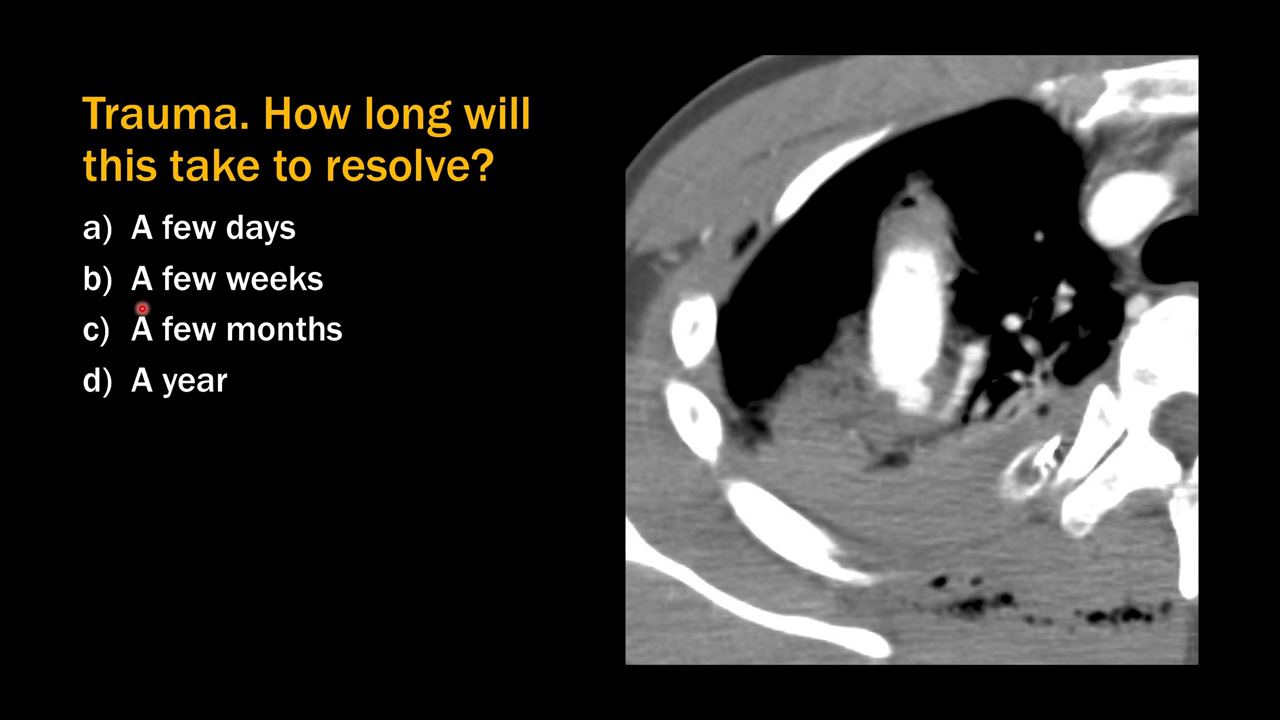 Trauma. How long will
this take to resolve?
a) A few days
b) A few weeks
c) A few months
d) A year